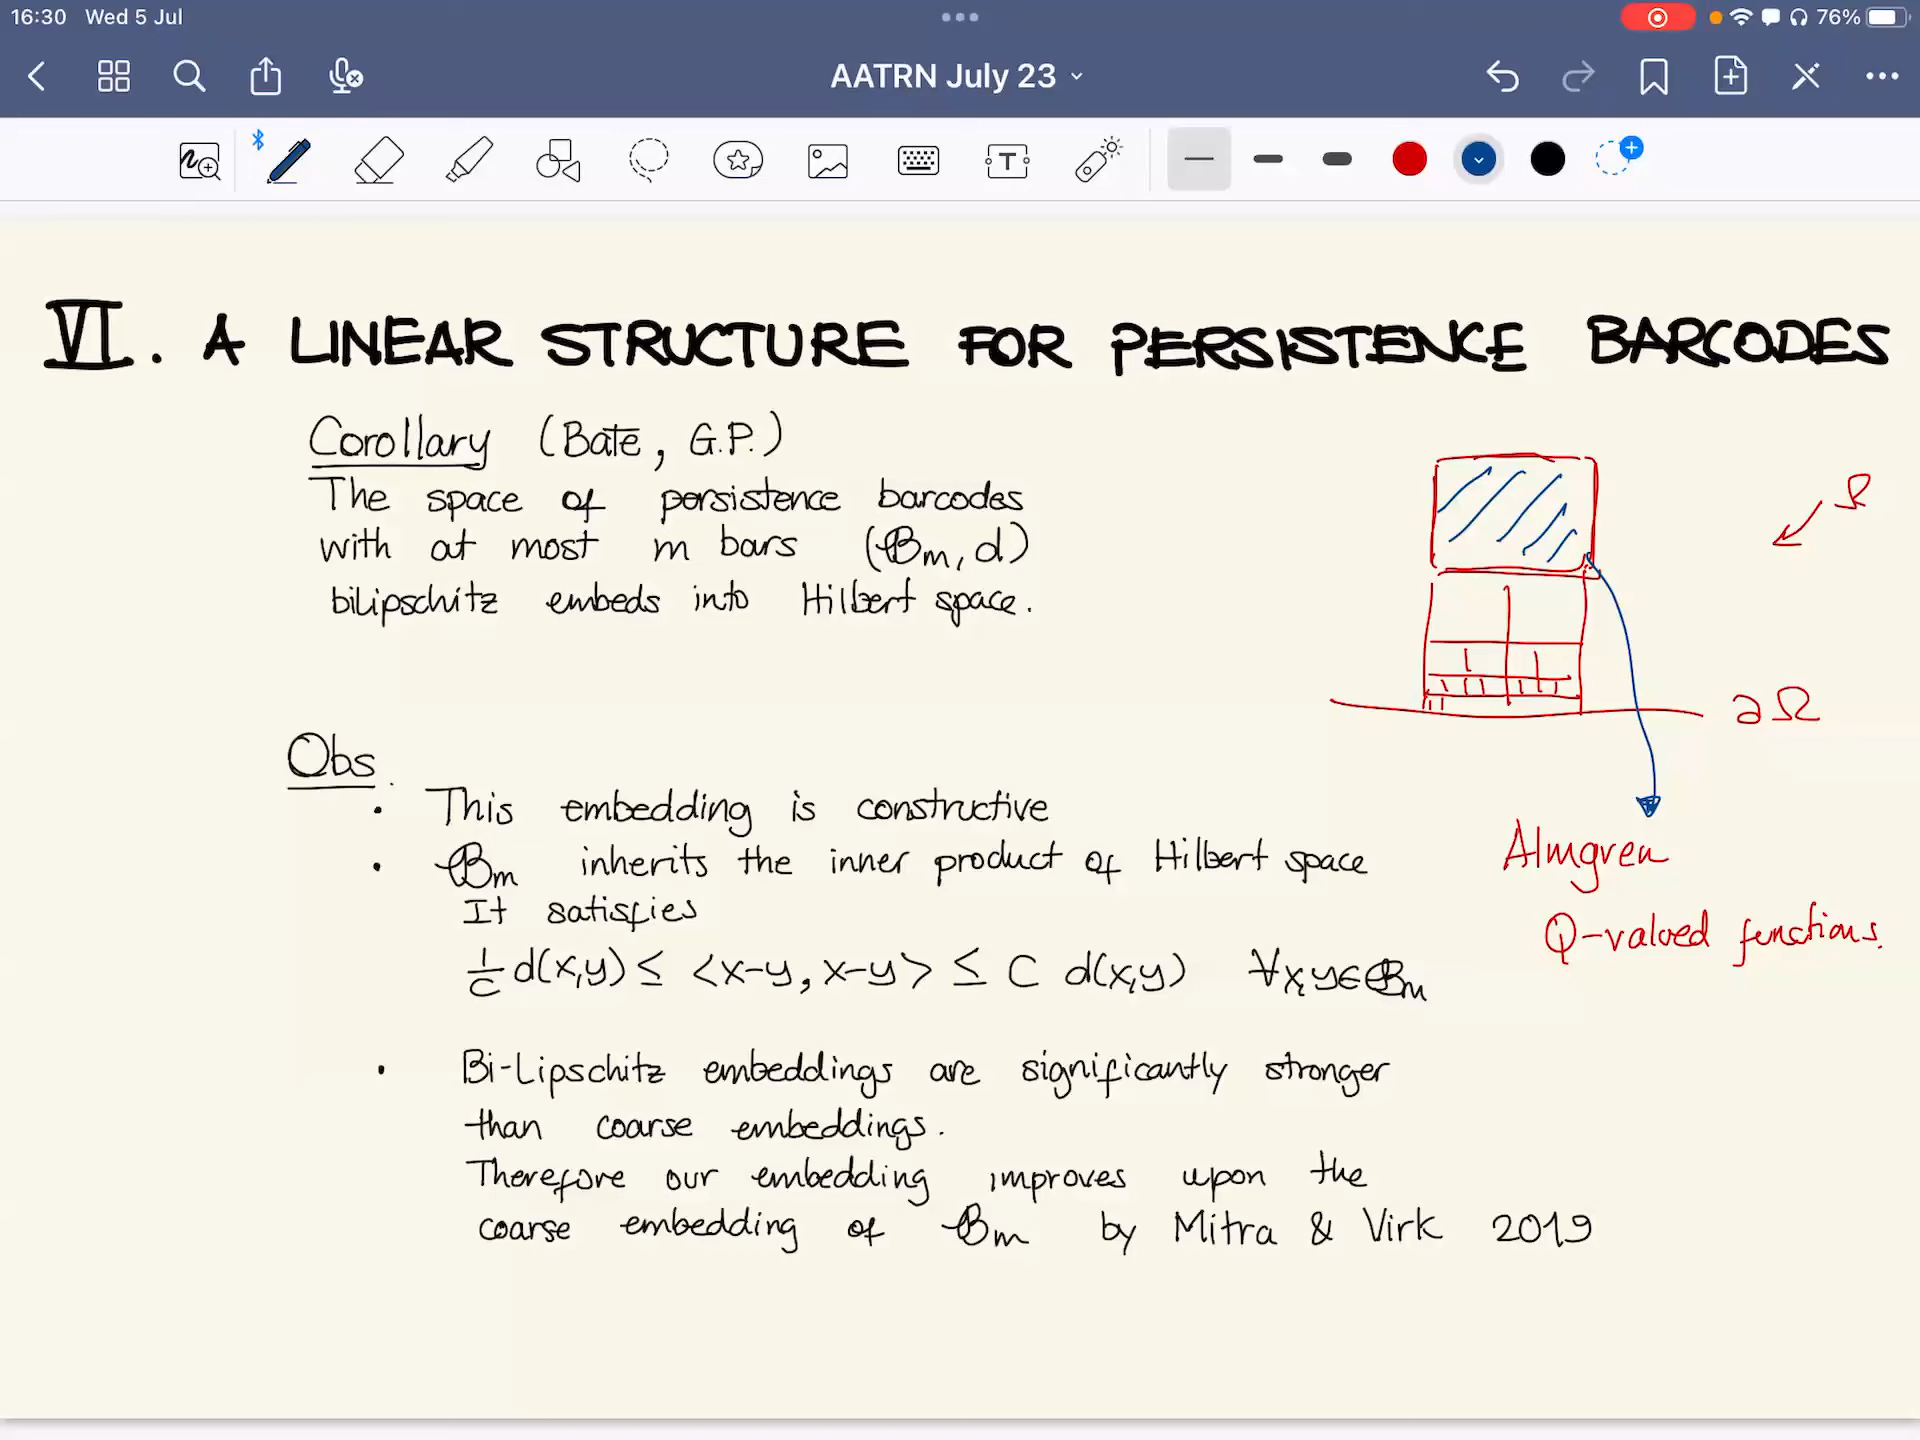 16:30 Wed 5 Jul
76%
AATRN July 23
T
VI. A LINEAR STRUCTURE FOR PERSISTENCE BARCODES
Corollary (Bate, G.P.)
The space of persistence barcodes
with at most m bars (ℬm, d)
bilipschitz embeds into Hilbert space.
Ω
∂Ω
Obs.
• This embedding is constructive
• ℬm inherits the inner product of Hilbert space
It satisfies
1/C d(x,y) ≤ <x-y, x-y> ≤ C d(x,y) ∀x,y∈ℬm
Almgren
Q-valued functions.
• Bi-Lipschitz embeddings are significantly stronger
than coarse embeddings.
Therefore our embedding improves upon the
coarse embedding of ℬm by Mitra & Virk 2019